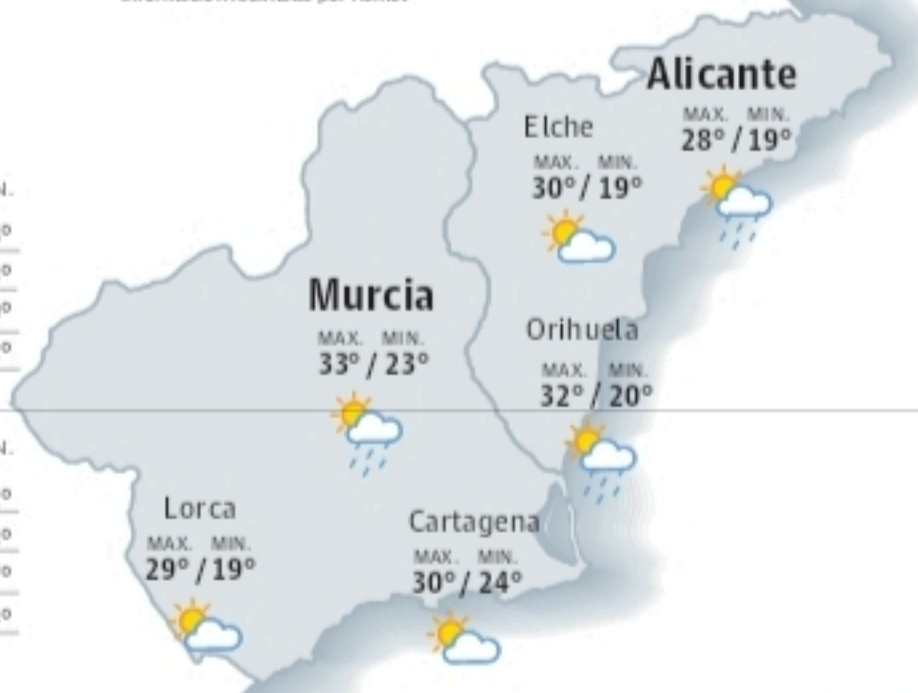 Alicante
MAX. MIN.
28° / 19°
Elche
MAX. MIN.
30° / 19°
Murcia
MAX. MIN.
33° / 23°
Orihuela
MAX. MIN.
32° / 20°
Lorca
MAX. MIN.
29° / 19°
Cartagena
MAX. MIN.
30° / 24°